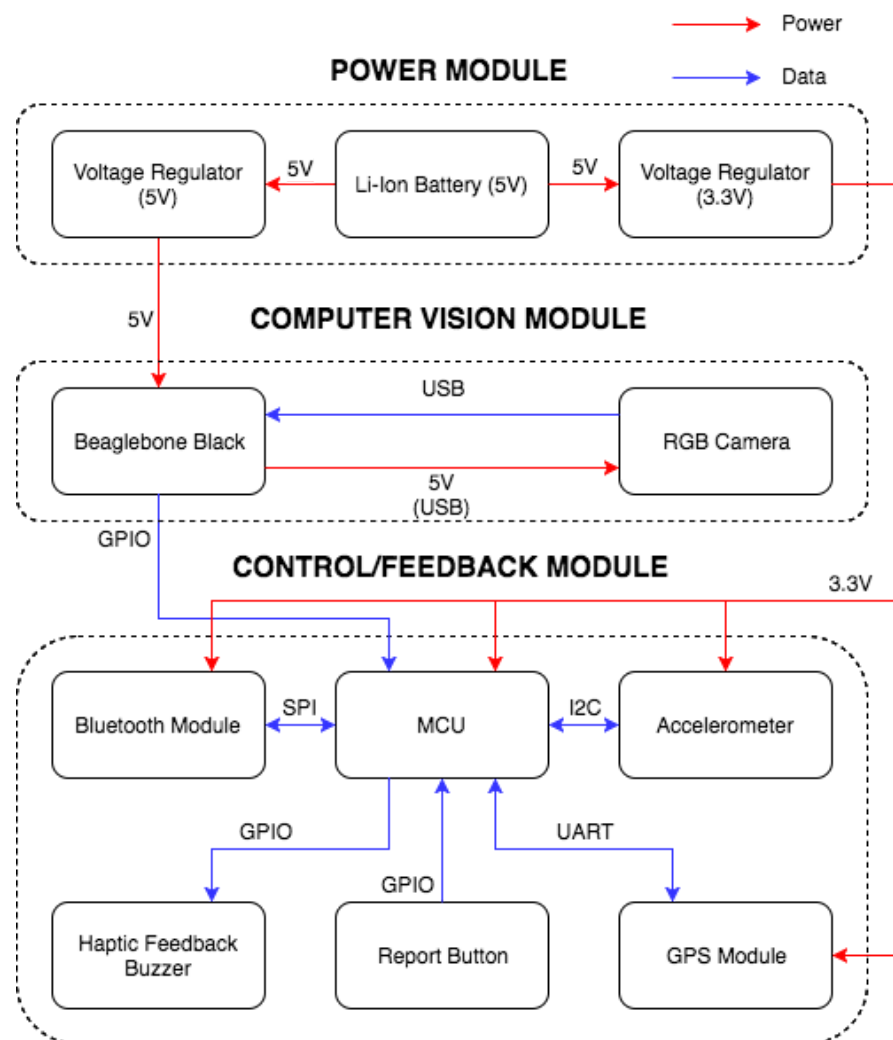 Power
POWER MODULE
Data
Voltage Regulator
(5V)
5V
Li-Ion Battery (5V)
5V
Voltage Regulator
(3.3V)
5V
COMPUTER VISION MODULE
Beaglebone Black
USB
5V
(USB)
RGB Camera
GPIO
CONTROL/FEEDBACK MODULE
3.3V
Bluetooth Module
SPI
MCU
I2C
Accelerometer
GPIO
UART
GPIO
Haptic Feedback
Buzzer
Report Button
GPS Module